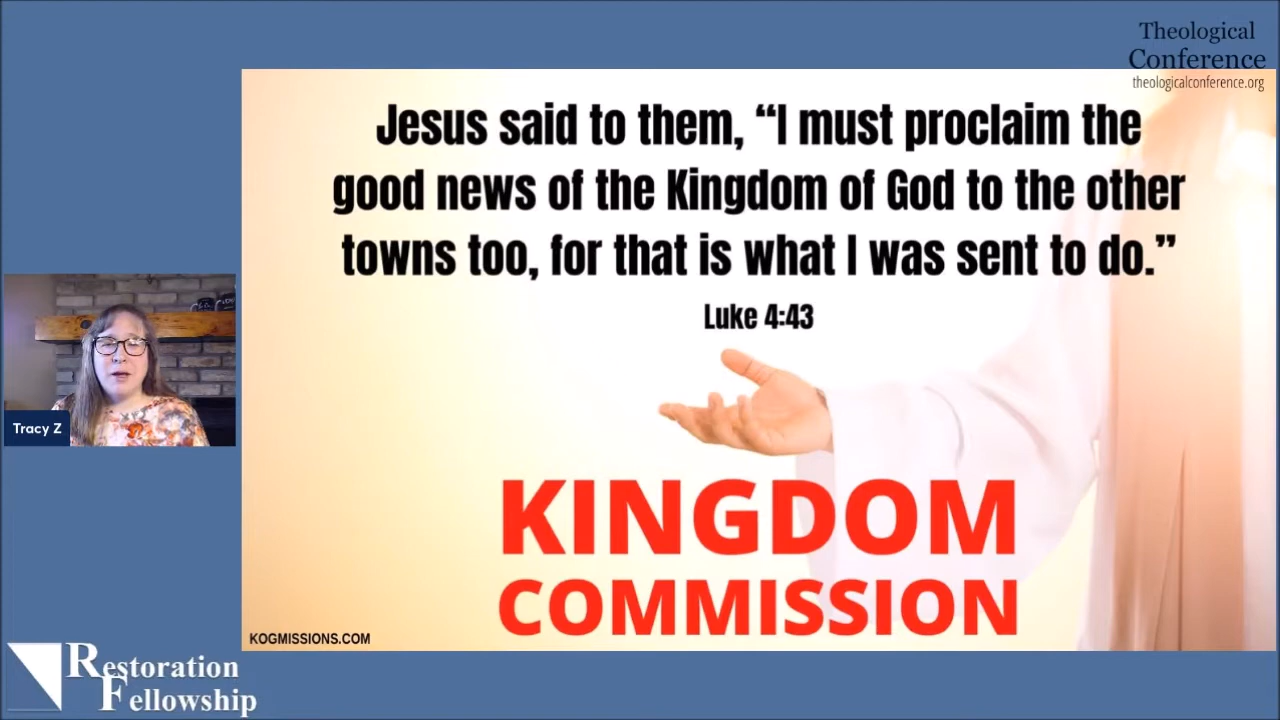 Theological
Conference
theologicalconference.org
Jesus said to them, “I must proclaim the
good news of the Kingdom of God to the other
towns too, for that is what I was sent to do.”
Luke 4:43
Tracy Z
KINGDOM
COMMISSION
KOGMISSIONS.COM
Restoration
Fellowship